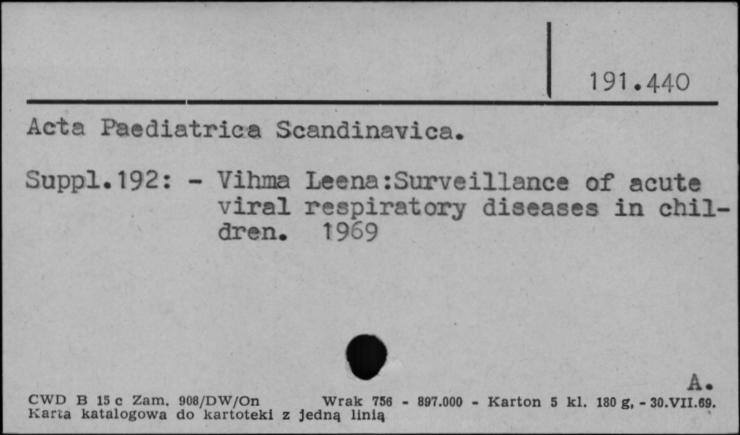 191.440
Acta Paediatrica Scandinavica.
Suppl.192: - Vihma Leena:Surveillance of acute
viral respiratory diseases in chil-
dren. 1969
A.
CWD B 15 c Zam. 908/DW/On Wrak 756 - 897.000 - Karton 5 kl. 180 g. - 30.VII.69.
Karta katalogowa do kartoteki z jedną linią